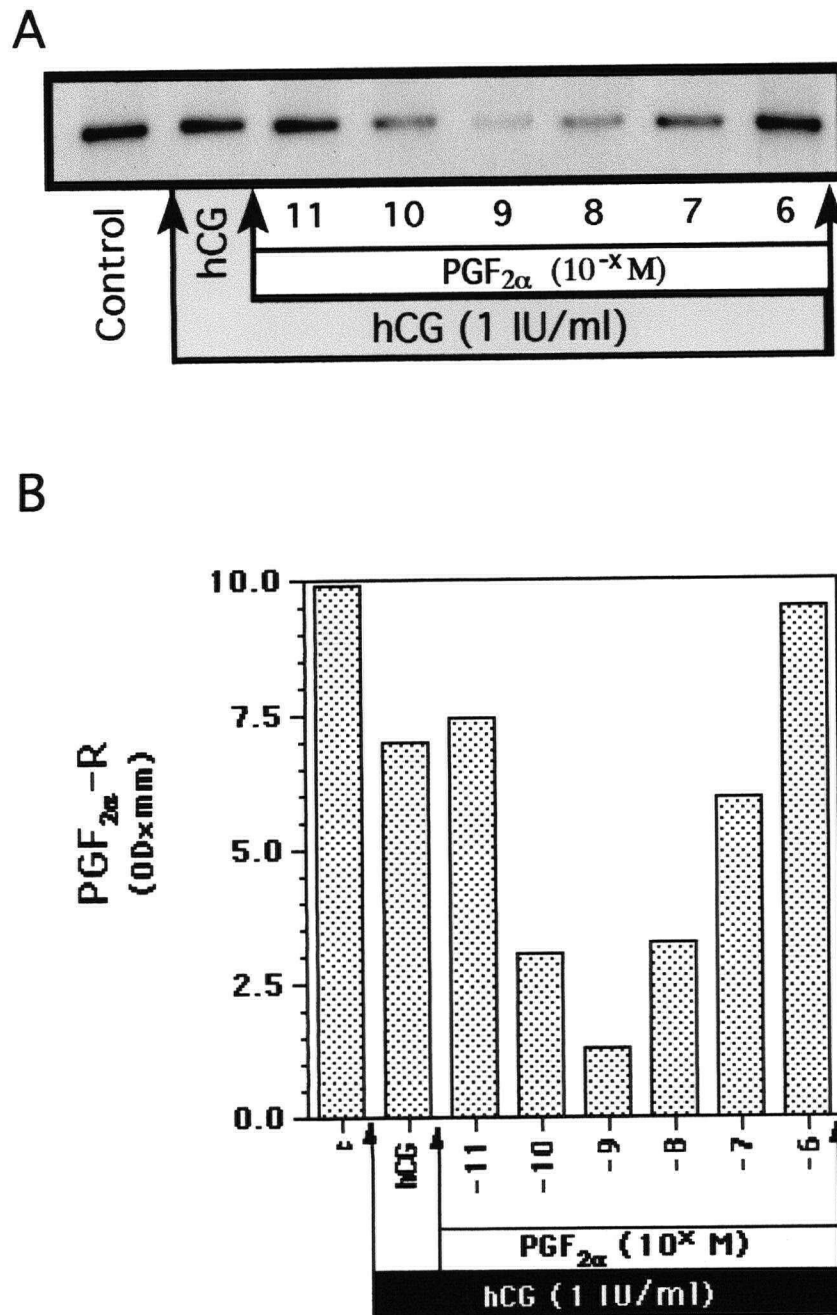 A
Control
hCG
11 10 9 8 7 6
PGF2α (10-x M)
hCG (1 IU/ml)
B
PGF2α-R
(ODxmm)
10.0
7.5
5.0
2.5
0.0
hCG
-11
-10
-9
-8
-7
-6
PGF2α (10x M)
hCG (1 IU/ml)